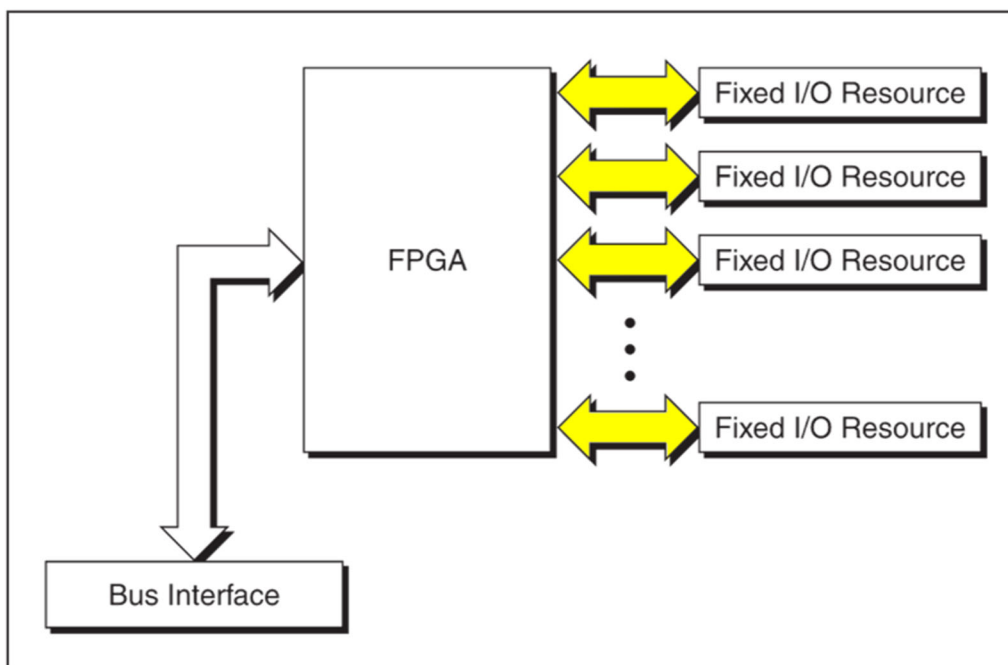 Fixed I/O Resource
Fixed I/O Resource
FPGA
Fixed I/O Resource
Fixed I/O Resource
Bus Interface